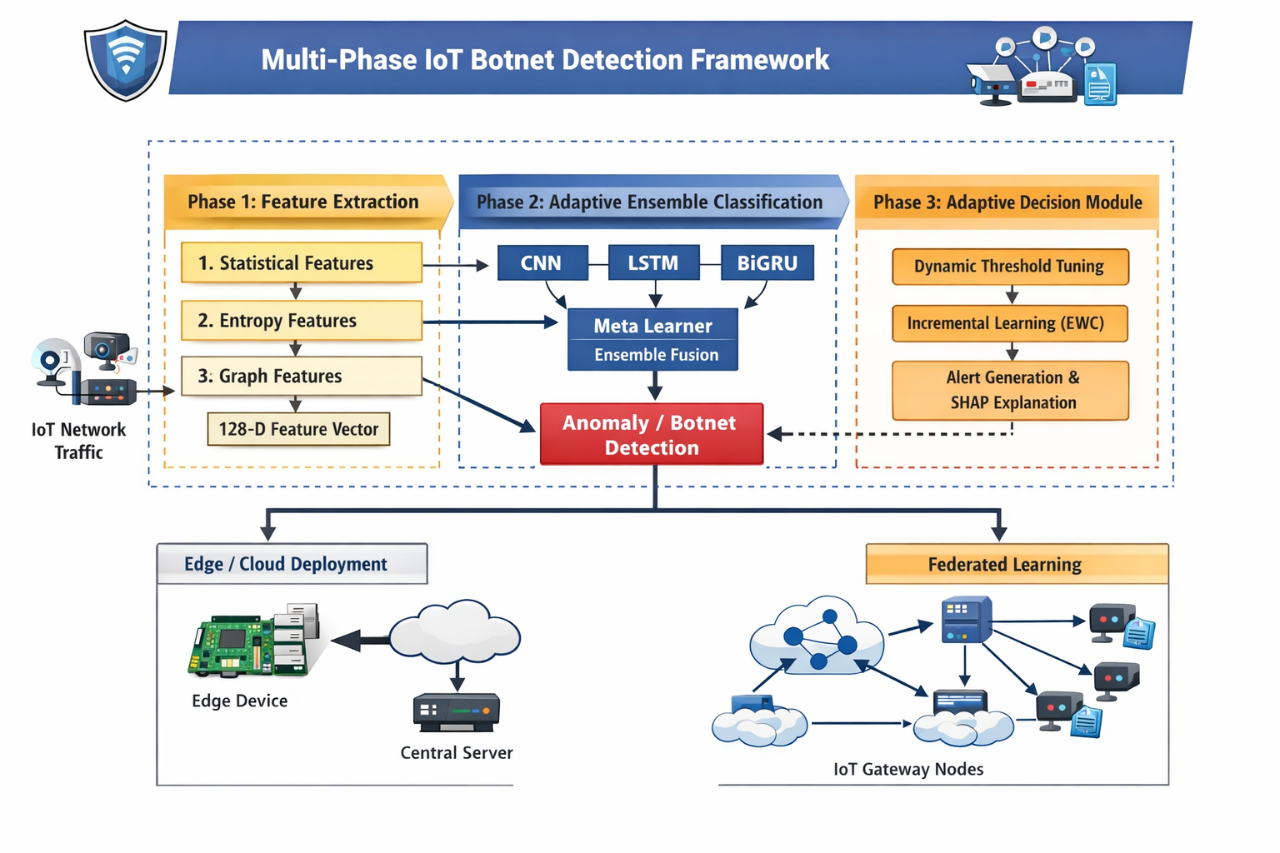 Multi-Phase IoT Botnet Detection Framework
Phase 1: Feature Extraction
Phase 2: Adaptive Ensemble Classification
Phase 3: Adaptive Decision Module
1. Statistical Features
2. Entropy Features
3. Graph Features
128-D Feature Vector
IoT Network
Traffic
CNN
LSTM
BiGRU
Meta Learner
Ensemble Fusion
Anomaly / Botnet
Detection
Dynamic Threshold Tuning
Incremental Learning (EWC)
Alert Generation &
SHAP Explanation
Edge / Cloud Deployment
Edge Device
Central Server
Federated Learning
IoT Gateway Nodes